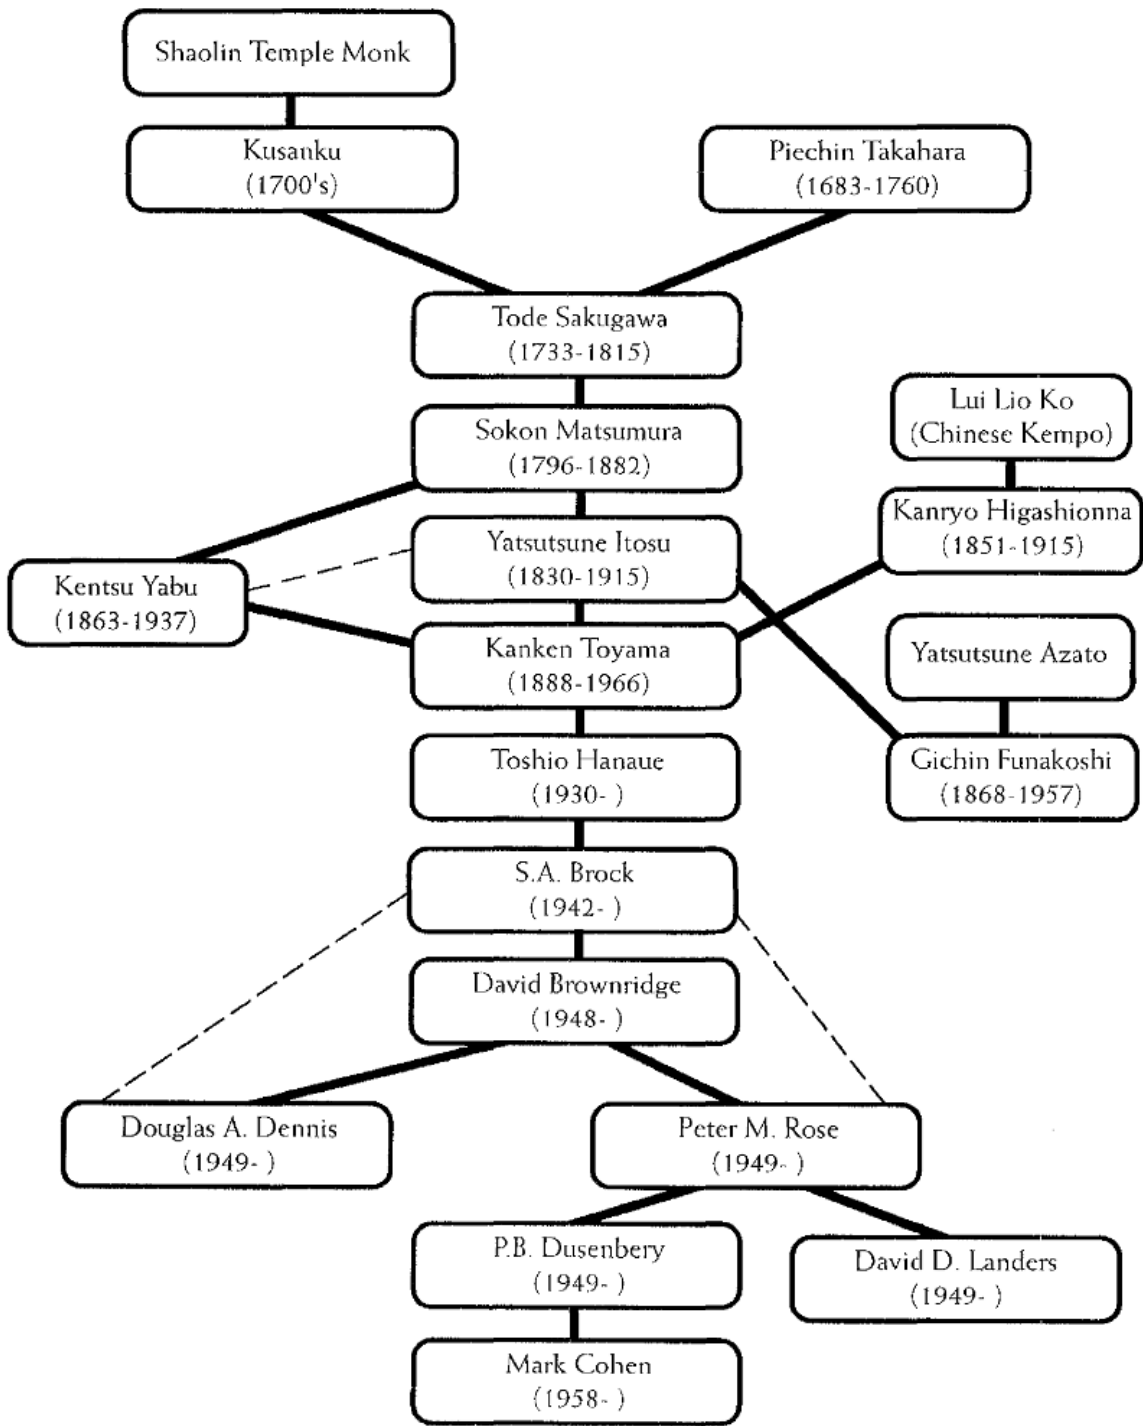 Shaolin Temple Monk
Kusanku
(1700's)
Piechin Takahara
(1683-1760)
Tode Sakugawa
(1733-1815)
Lui Lio Ko
(Chinese Kempo)
Sokon Matsumura
(1796-1882)
Kanryo Higashionna
(1851-1915)
Yatsutsune Itosu
(1830-1915)
Kentsu Yabu
(1863-1937)
Kanken Toyama
(1888-1966)
Yatsutsune Azato
Toshio Hanaue
(1930- )
Gichin Funakoshi
(1868-1957)
S.A. Brock
(1942- )
David Brownridge
(1948- )
Douglas A. Dennis
(1949- )
Peter M. Rose
(1949- )
P.B. Dusenbery
(1949- )
David D. Landers
(1949- )
Mark Cohen
(1958- )